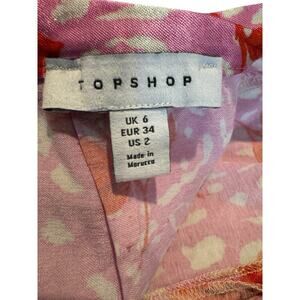 TOPSHOP
UK 6
EUR 34
US 2
Made in
Morocco